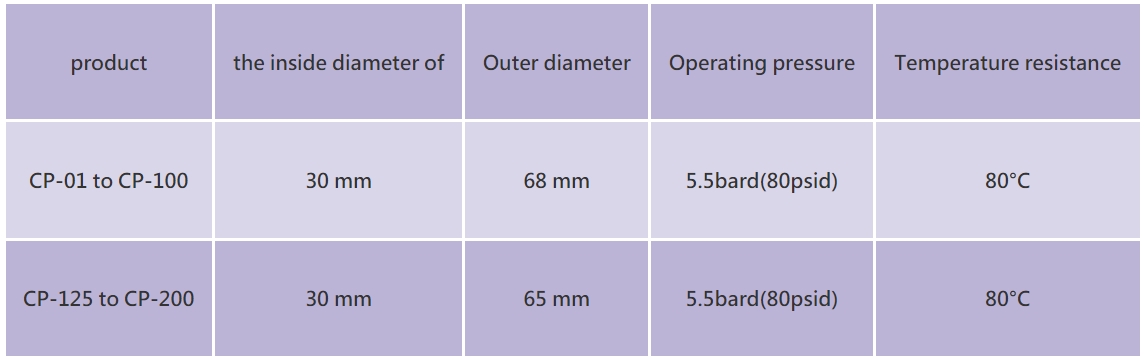 product the inside diameter of Outer diameter Operating pressure Temperature resistance
CP-01 to CP-100 30 mm 68 mm 5.5bard(80psid) 80°C
CP-125 to CP-200 30 mm 65 mm 5.5bard(80psid) 80°C